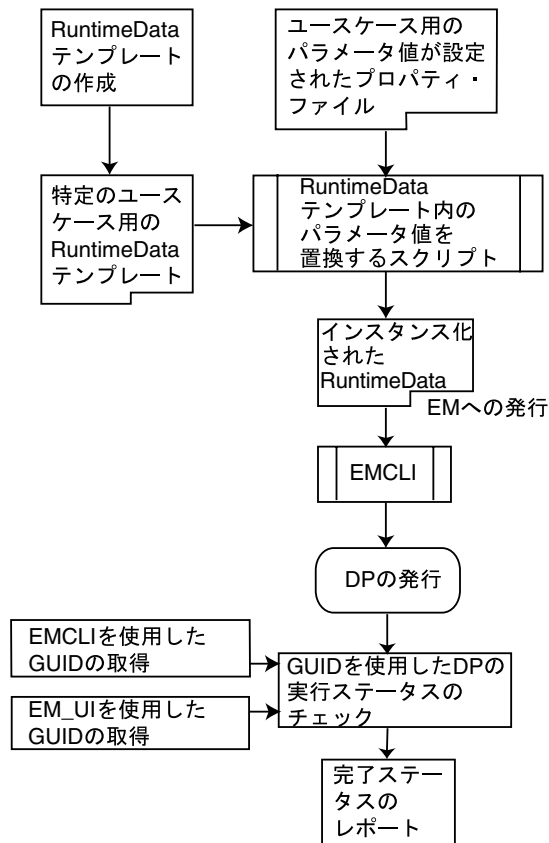 RuntimeData
テンプレート
の作成
ユースケース用の
パラメータ値が設定
されたプロパティ・
ファイル
特定のユース
ケース用の
RuntimeData
テンプレート
RuntimeData
テンプレート内の
パラメータ値を
置換するスクリプト
インスタンス化
された
RuntimeData
EMへの発行
EMCLI
DPの発行
EMCLIを使用した
GUIDの取得
GUIDを使用したDPの
実行ステータスの
チェック
EM_UIを使用した
GUIDの取得
完了ステー
タスの
レポート